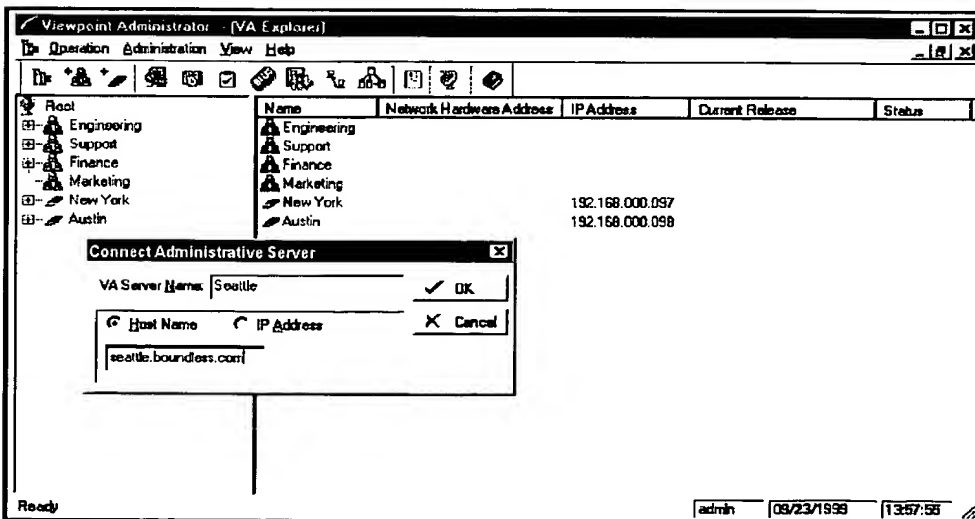 Viewpoint Administrator - [VA Explorer]
Operation Administration View Help
Root
Engineering
Support
Finance
Marketing
New York
Austin
Name Network Hardware Address IP Address Current Release Status
Engineering
Support
Finance
Marketing
New York 192.168.000.097
Austin 192.168.000.098
Connect Administrative Server
VA Server Name: Seattle
OK
Host Name IP Address
Cancel
seattle.boundless.com
Ready admin 09/23/1999 13:57:56